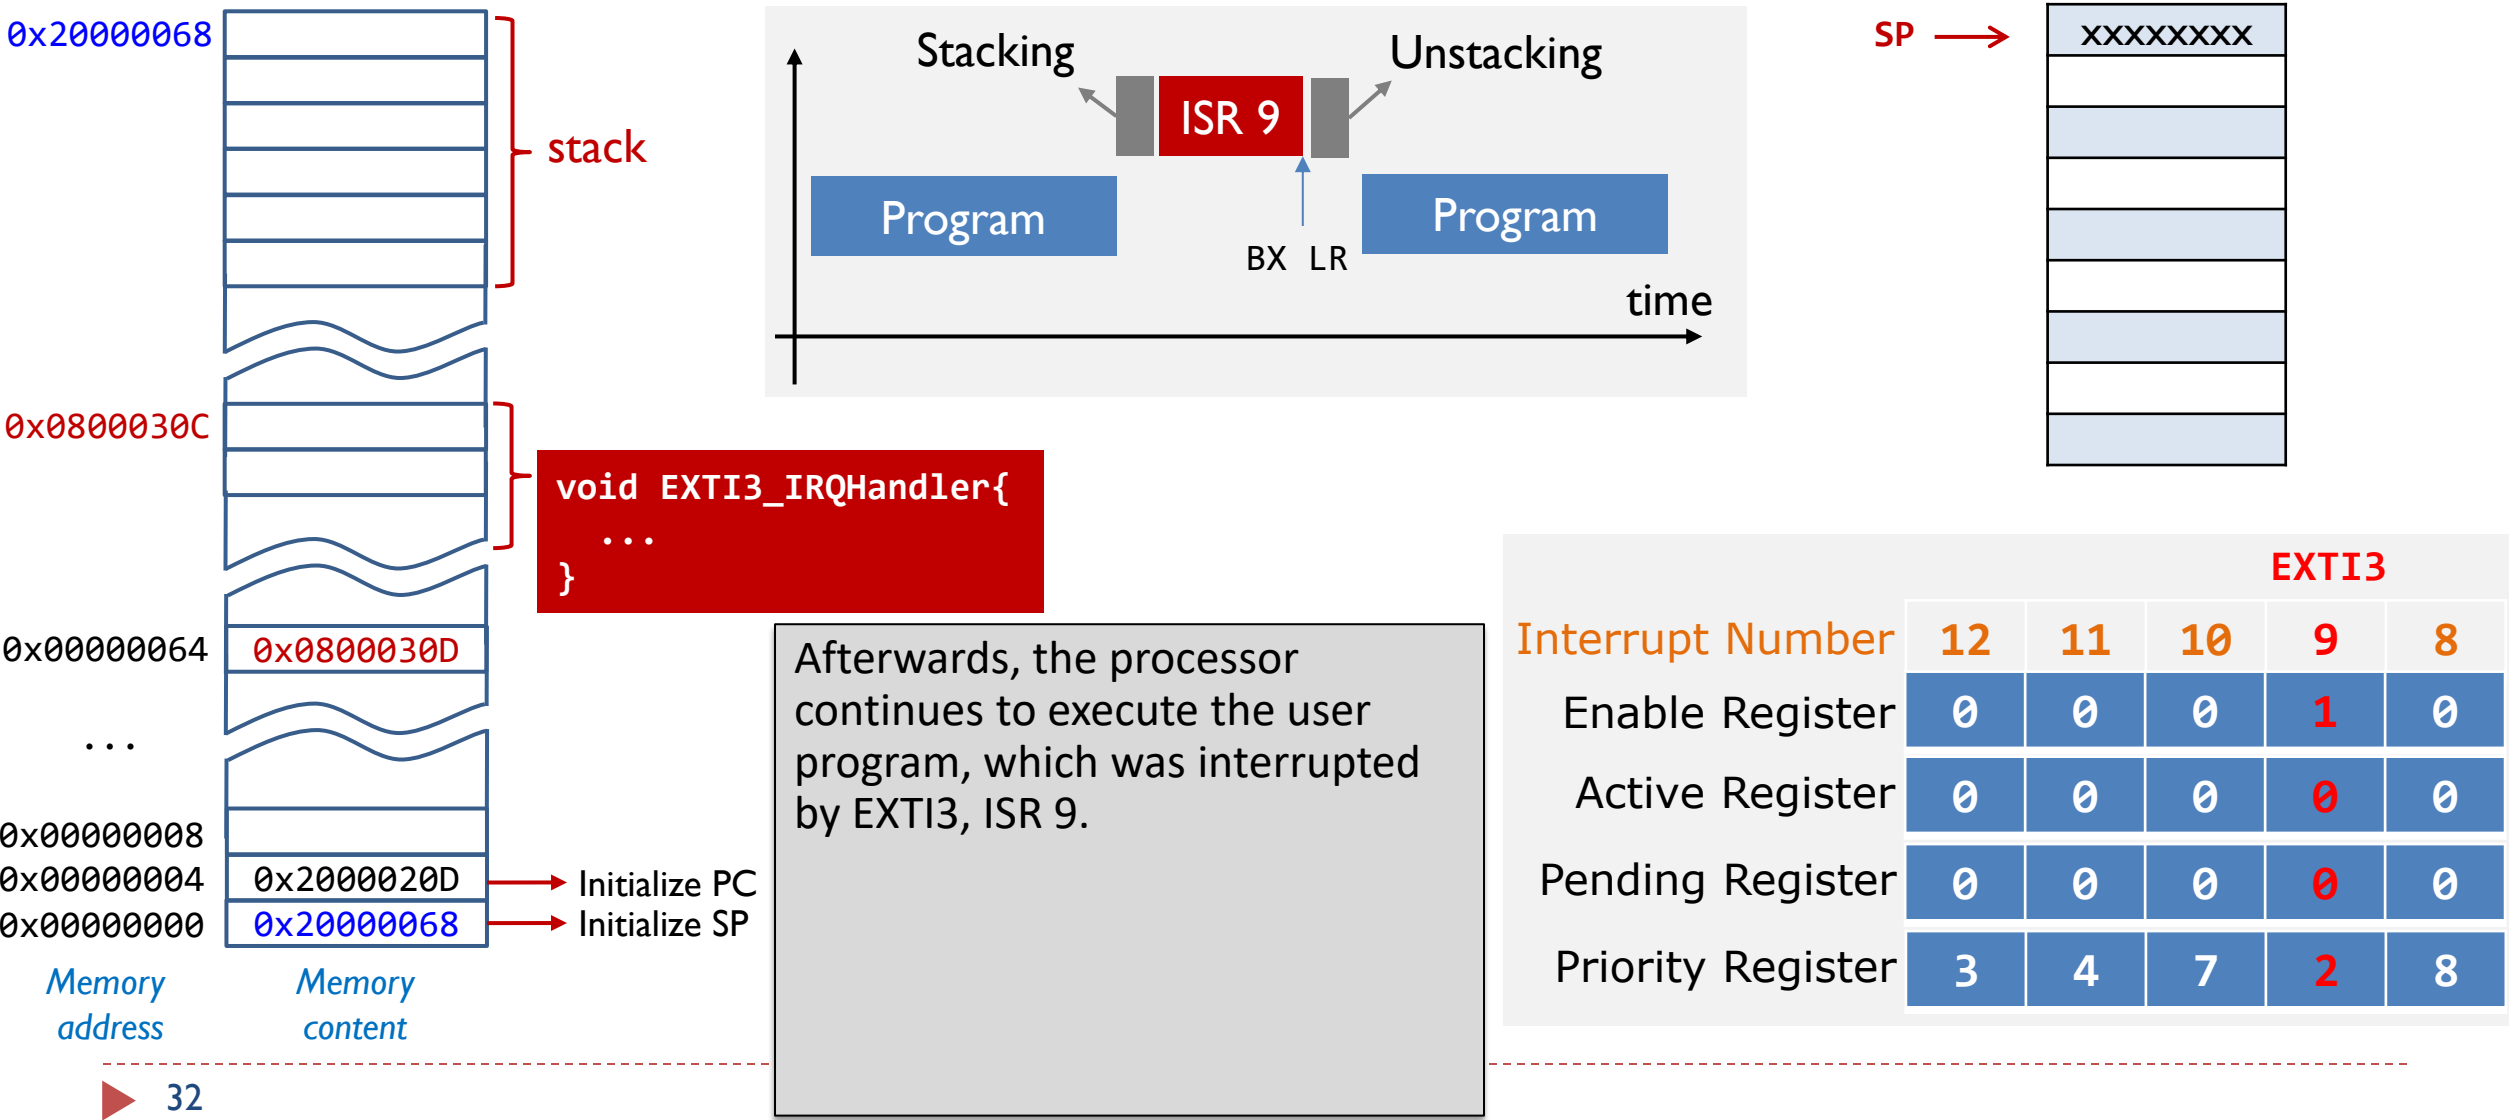 0x20000068
stack
0x0800030C
void EXTI3_IRQHandler{
...
}
0x00000064
0x0800030D
...
0x00000008
0x00000004
0x2000020D
Initialize PC
0x00000000
0x20000068
Initialize SP
Memory address
Memory content
Stacking
Unstacking
ISR 9
Program
Program
BX LR
time
SP
xxxxxxxx
Afterwards, the processor
continues to execute the user
program, which was interrupted
by EXTI3, ISR 9.
EXTI3
Interrupt Number 12 11 10 9 8
Enable Register 0 0 0 1 0
Active Register 0 0 0 0 0
Pending Register 0 0 0 0 0
Priority Register 3 4 7 2 8
32